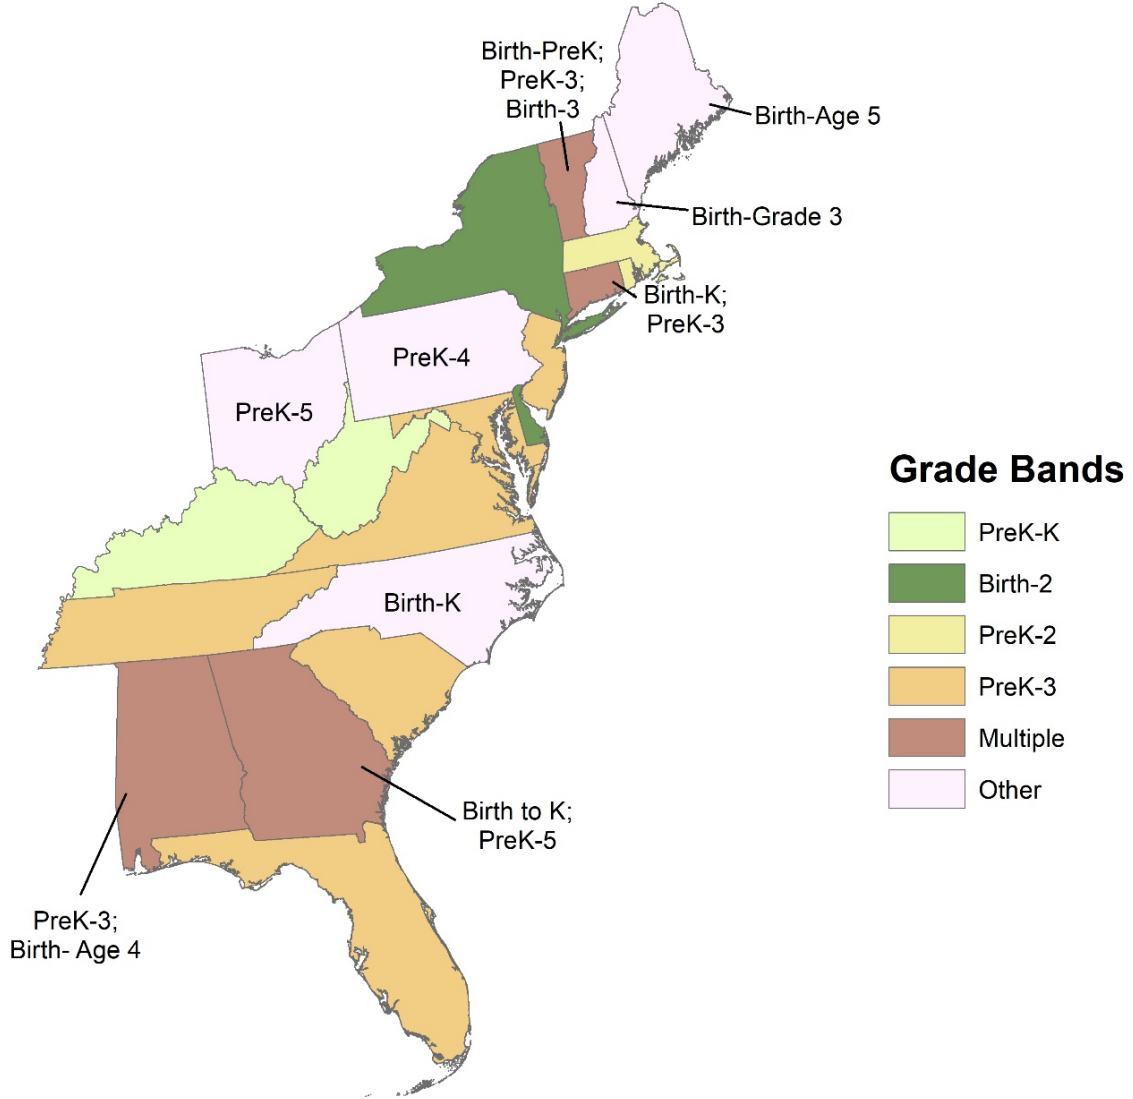 Birth-PreK;
PreK-3;
Birth-3
Birth-Age 5
Birth-Grade 3
Birth-K;
PreK-3
PreK-4
PreK-5
Birth-K
Birth to K;
PreK-5
PreK-3;
Birth- Age 4
Grade Bands
PreK-K
Birth-2
PreK-2
PreK-3
Multiple
Other